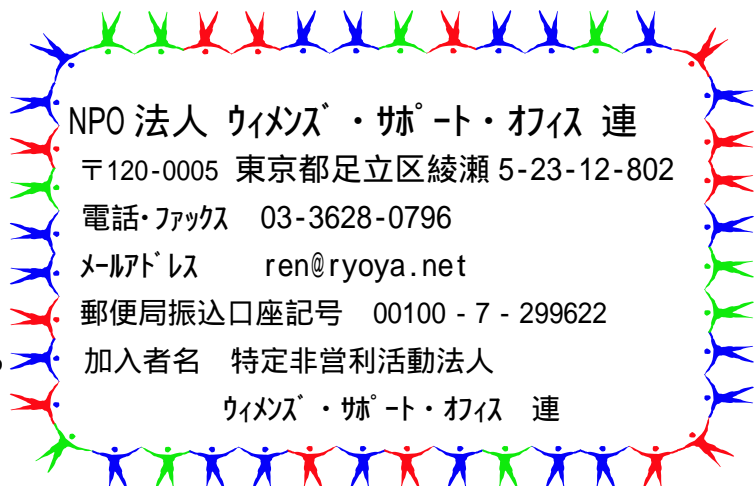 NPO 法人 ｳｨﾒﾝｽﾞ・ｻﾎﾟｰﾄ・ｵﾌｨｽ 連
〒120-0005 東京都足立区綾瀬 5-23-12-802
電話・ﾌｧｯｸｽ 03-3628-0796
ﾒｰﾙｱﾄﾞﾚｽ ren@ryoya.net
郵便局振込口座記号 00100 - 7 - 299622
加入者名 特定非営利活動法人
ｳｨﾒﾝｽﾞ・ｻﾎﾟｰﾄ・ｵﾌｨｽ 連